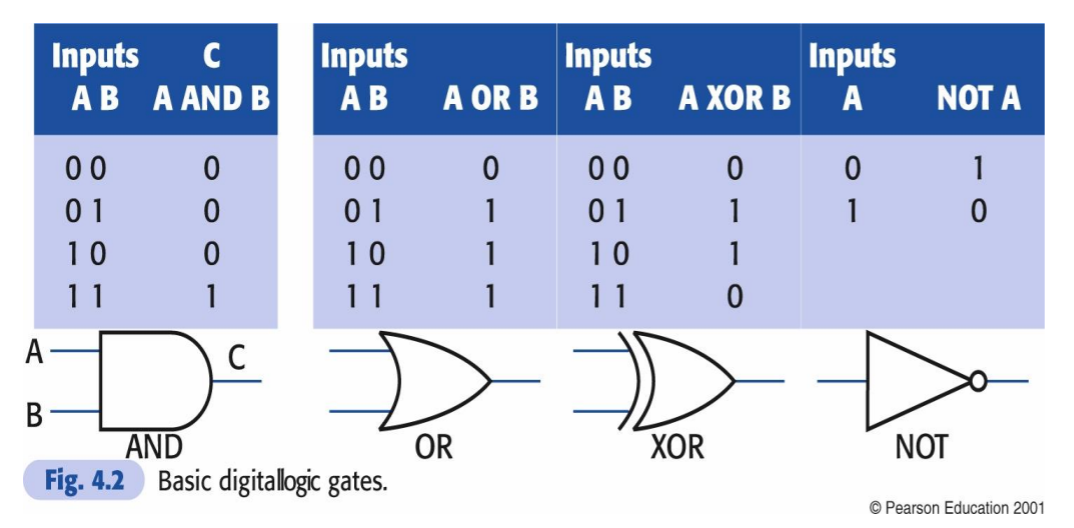 Inputs C
A B A AND B
0 0 0
0 1 0
1 0 0
1 1 1
Inputs
A B A OR B
0 0 0
0 1 1
1 0 1
1 1 1
Inputs
A B A XOR B
0 0 0
0 1 1
1 0 1
1 1 0
Inputs
A NOT A
0 1
1 0
A
C
B
AND
OR
XOR
NOT
Fig. 4.2 Basic digitallogic gates.
© Pearson Education 2001